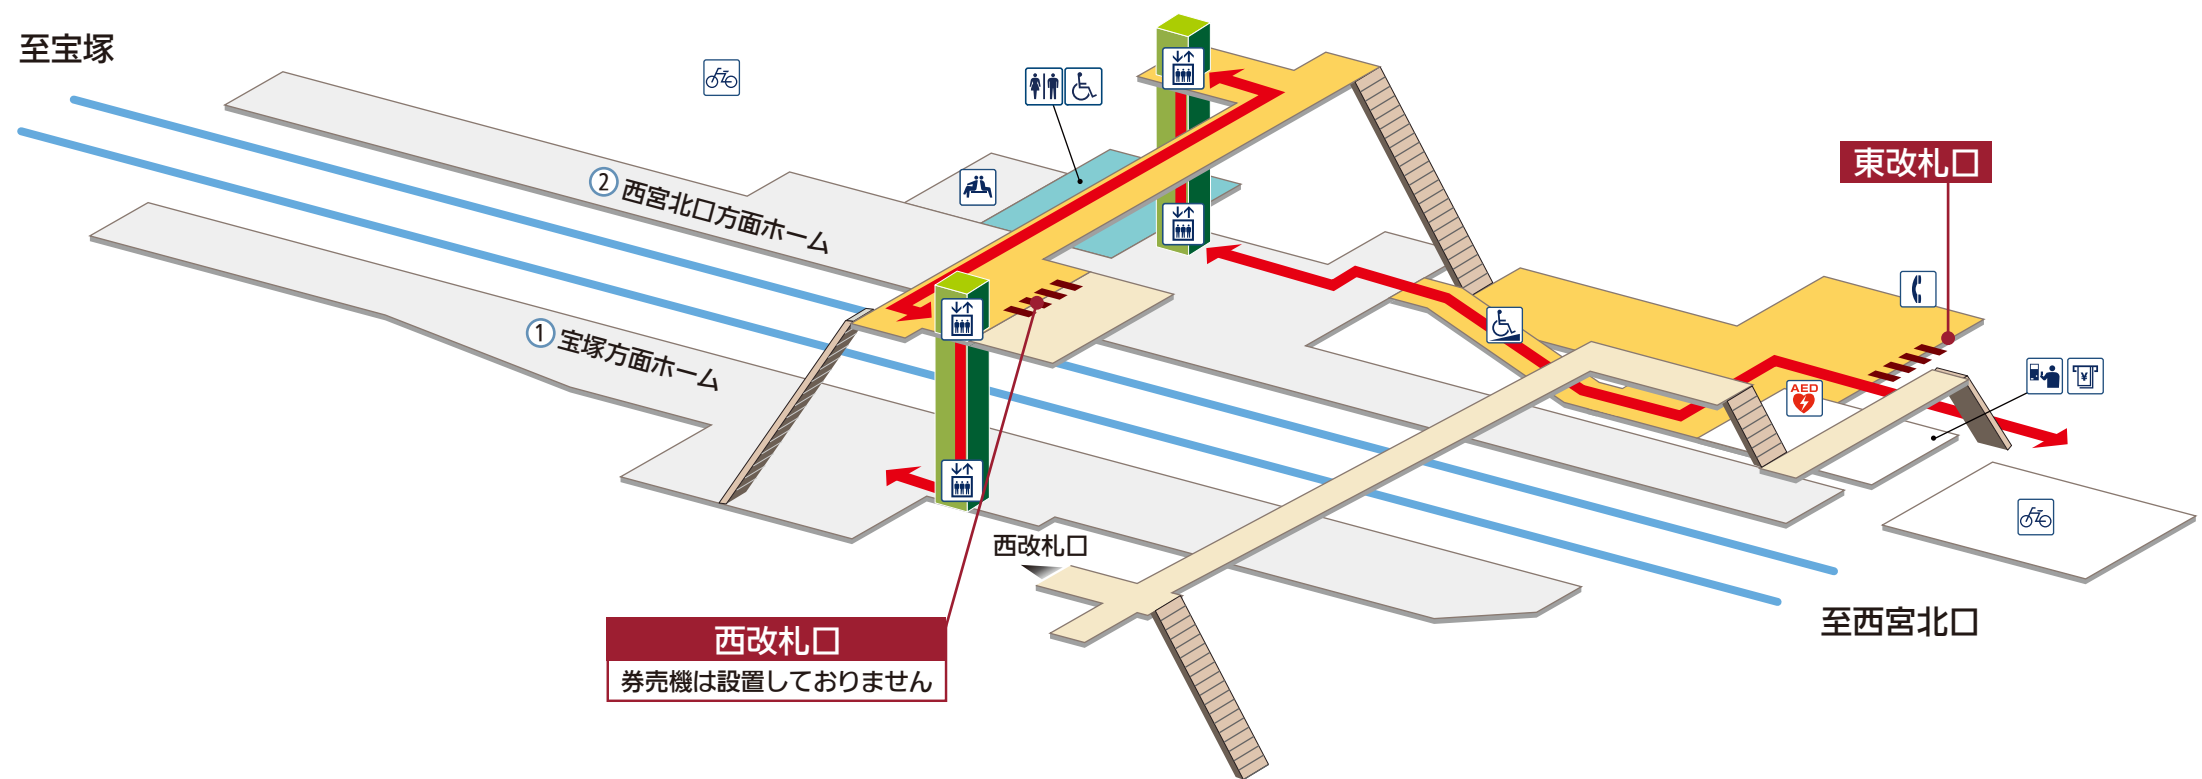 至宝塚
② 西宮北口方面ホーム
① 宝塚方面ホーム
東改札口
AED
¥
西改札口
西改札口
券売機は設置しておりません
至西宮北口